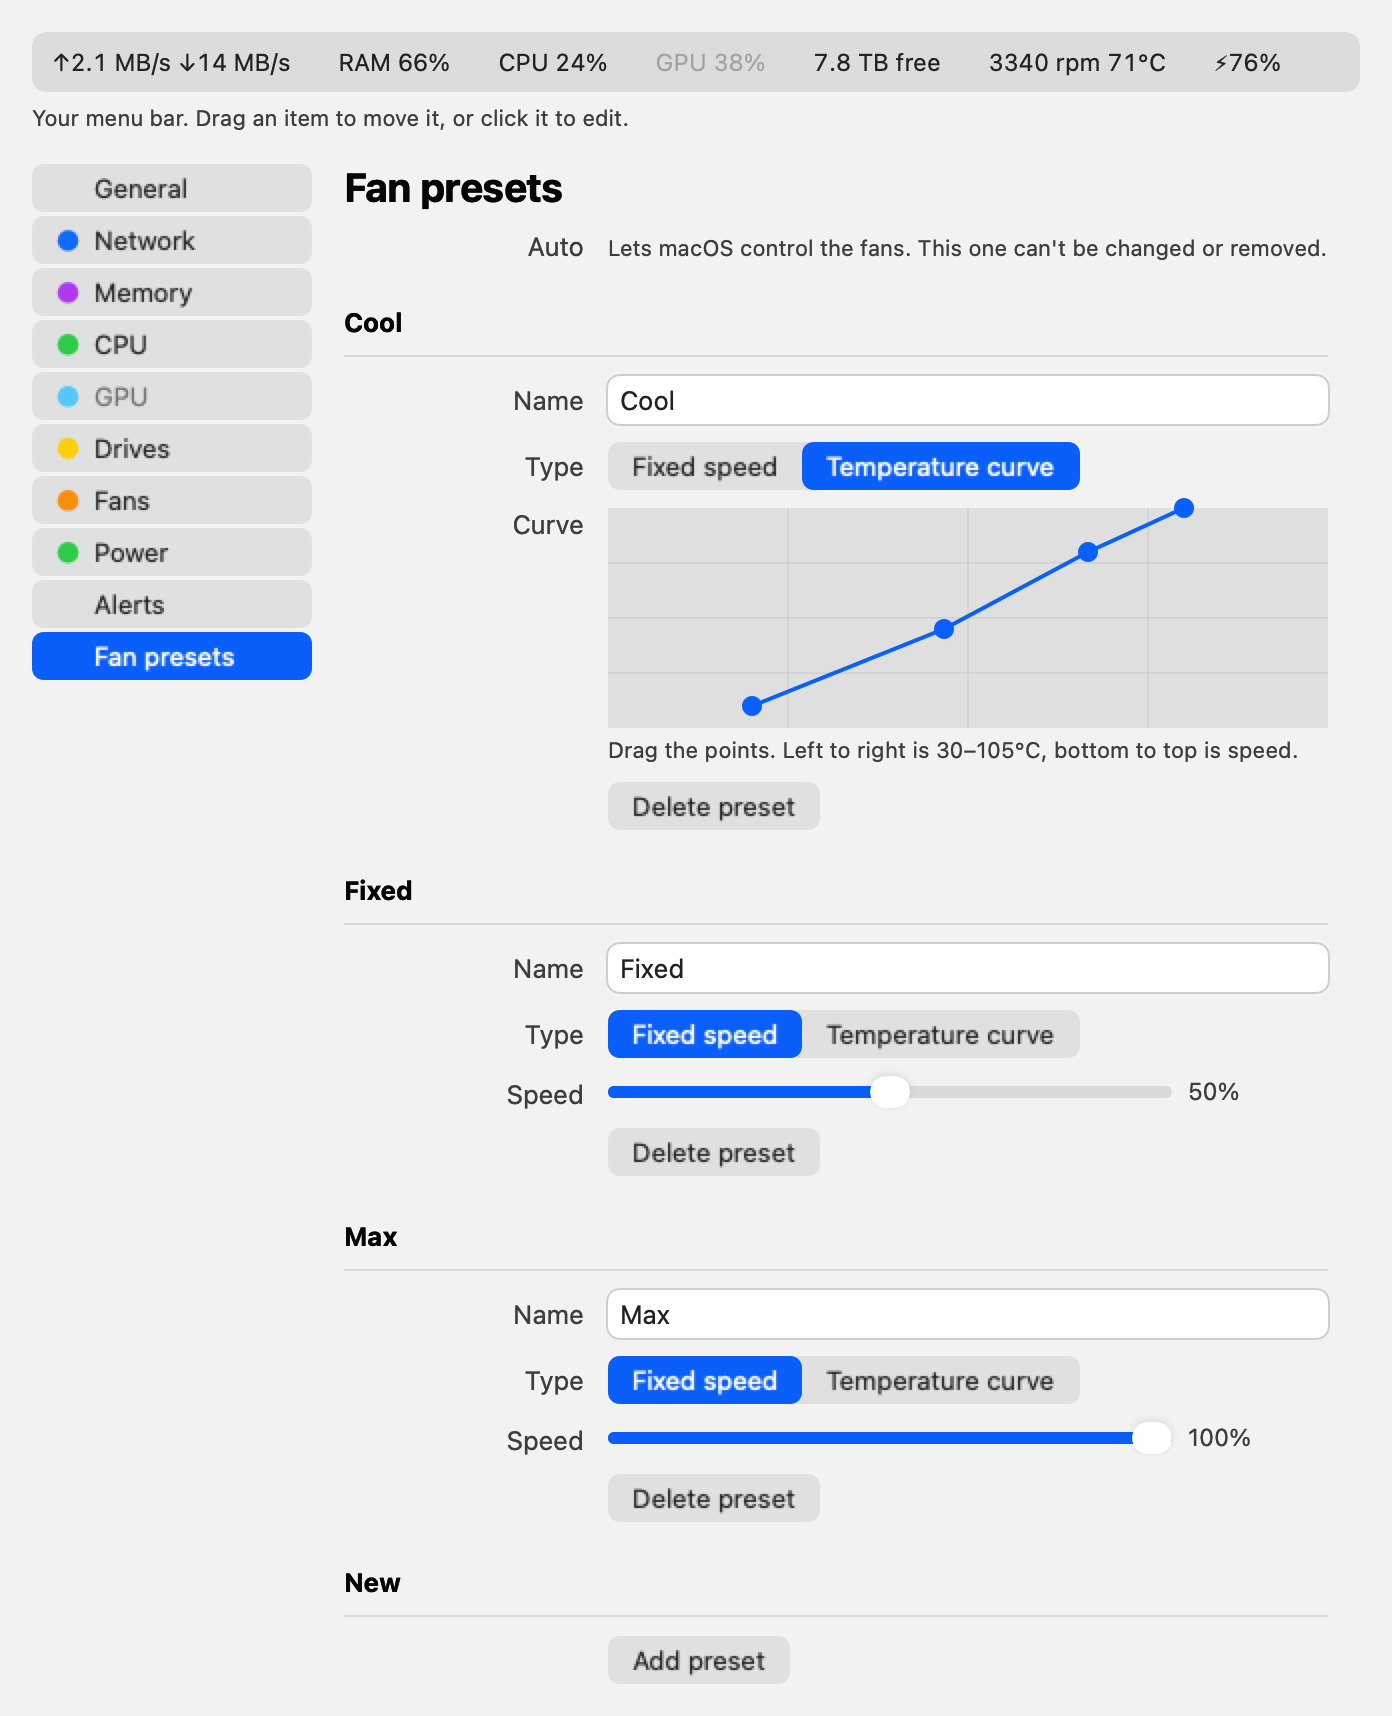 ↑2.1 MB/s ↓14 MB/s RAM 66% CPU 24% GPU 38% 7.8 TB free 3340 rpm 71°C ⚡76%
Your menu bar. Drag an item to move it, or click it to edit.
General
Network
Memory
CPU
GPU
Drives
Fans
Power
Alerts
Fan presets
Fan presets
Auto Lets macOS control the fans. This one can't be changed or removed.
Cool
Name Cool
Type Fixed speed Temperature curve
Curve
Drag the points. Left to right is 30–105°C, bottom to top is speed.
Delete preset
Fixed
Name Fixed
Type Fixed speed Temperature curve
Speed 50%
Delete preset
Max
Name Max
Type Fixed speed Temperature curve
Speed 100%
Delete preset
New
Add preset